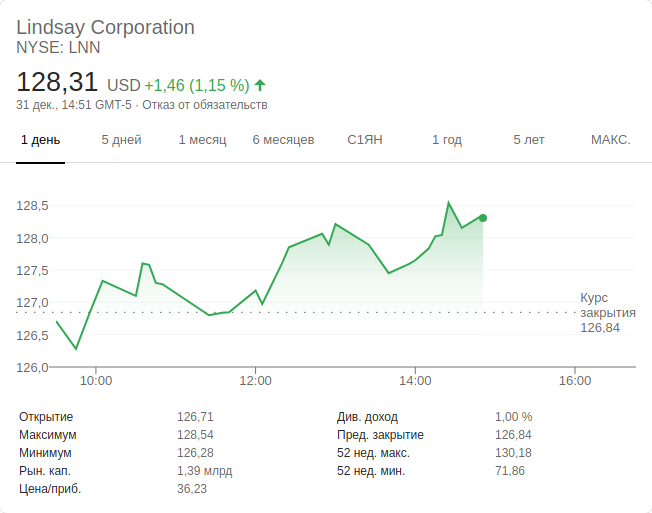 Lindsay Corporation
NYSE: LNN
128,31 USD +1,46 (1,15 %)
31 дек., 14:51 GMT-5 · Отказ от обязательств
1 день 5 дней 1 месяц 6 месяцев С1ЯН 1 год 5 лет МАКС.
128,5
128,0
127,5
127,0
126,5
126,0
Курс
закрытия
126,84
10:00 12:00 14:00 16:00
Открытие 126,71 Див. доход 1,00 %
Максимум 128,54 Пред. закрытие 126,84
Минимум 126,28 52 нед. макс. 130,18
Рын. кап. 1,39 млрд 52 нед. мин. 71,86
Цена/приб. 36,23